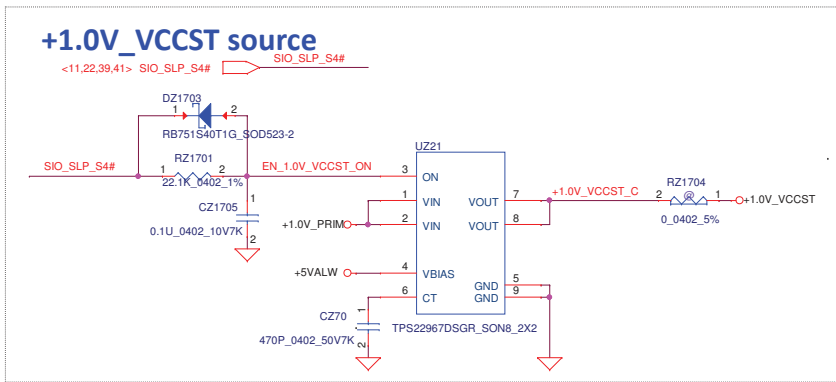 +1.0V_VCCST source
<11,22,39,41> SIO_SLP_S4#
SIO_SLP_S4#
DZ1703
1 2
RB751S40T1G_SOD523-2
UZ21
SIO_SLP_S4#
RZ1701
1 2
22.1K_0402_1%
EN_1.0V_VCCST_ON
3
ON
CZ1705
1
2
0.1U_0402_10V7K
+1.0V_PRIM
1
VIN
2
VIN
VOUT
7
VOUT
8
+1.0V_VCCST_C
RZ1704
2 1
@
0_0402_5%
+1.0V_VCCST
+5VALW
4
VBIAS
GND
5
GND
9
6
CT
CZ70
1
2
470P_0402_50V7K
TPS22967DSGR_SON8_2X2